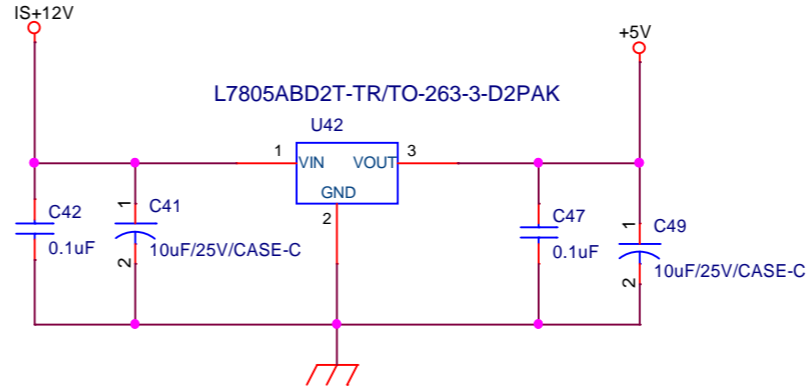 IS+12V
+5V
L7805ABD2T-TR/TO-263-3-D2PAK
U42
1
VIN
VOUT
3
GND
2
C42
0.1uF
1
C41
10uF/25V/CASE-C
2
C47
0.1uF
1
C49
10uF/25V/CASE-C
2